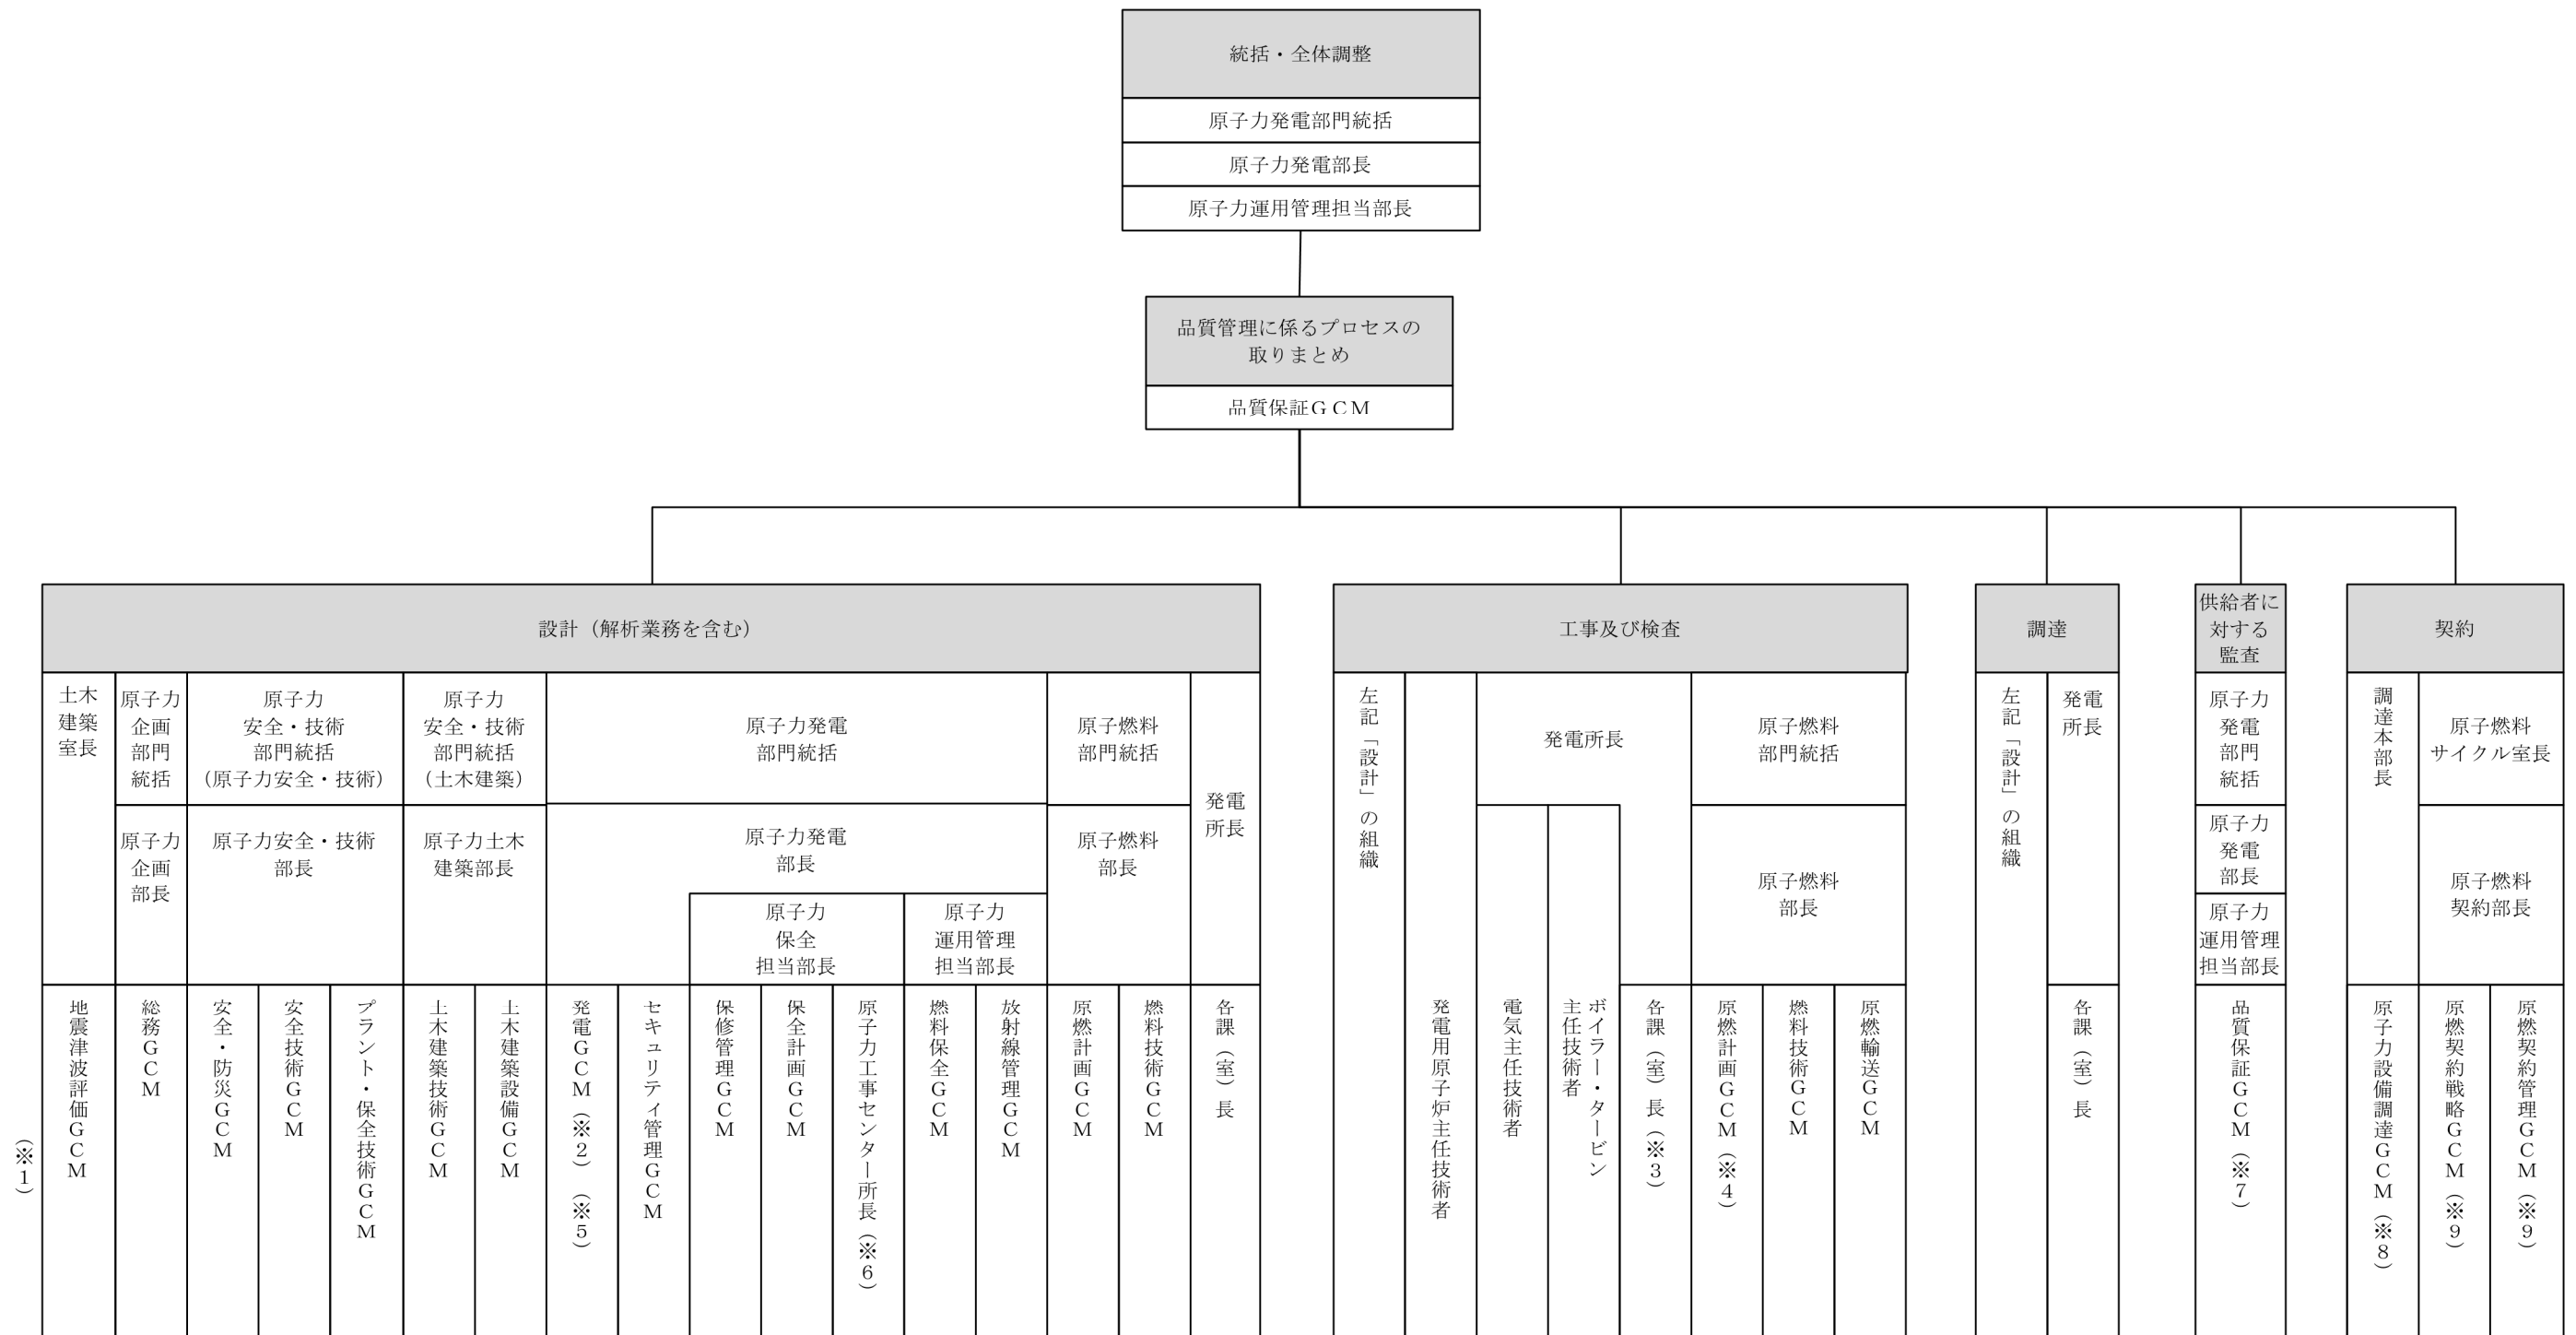 統括・全体調整
原子力発電部門統括
原子力発電部長
原子力運用管理担当部長
品質管理に係るプロセスの
取りまとめ
品質保証ＧＣＭ
設計（解析業務を含む）
土木
建築
室長
原子力
企画
部門
統括
原子力
安全・技術
部門統括
（原子力安全・技術）
原子力
安全・技術
部門統括
（土木建築）
原子力発電
部門統括
原子燃料
部門統括
発電
所長
原子力
企画
部長
原子力安全・技術
部長
原子力土木
建築部長
原子力発電
部長
原子燃料
部長
原子力
保全
担当部長
原子力
運用管理
担当部長
（※１）
地震津波評価ＧＣＭ
総務ＧＣＭ
安全・防災ＧＣＭ
安全技術ＧＣＭ
プラント・保全技術ＧＣＭ
土木建築技術ＧＣＭ
土木建築設備ＧＣＭ
発電ＧＣＭ（※２）（※５）
セキュリティ管理ＧＣＭ
保修管理ＧＣＭ
保全計画ＧＣＭ
原子力工事センター所長（※６）
燃料保全ＧＣＭ
放射線管理ＧＣＭ
原燃計画ＧＣＭ
燃料技術ＧＣＭ
各課（室）長
工事及び検査
左記「設計」の組織
発電所長
原子燃料
部門統括
原子燃料
部長
発電用原子炉主任技術者
電気主任技術者
ボイラー・タービン
主任技術者
各課（室）長（※３）
原燃計画ＧＣＭ（※４）
燃料技術ＧＣＭ
原燃輸送ＧＣＭ
調達
左記「設計」の組織
発電
所長
各課（室）長
供給者に
対する
監査
原子力
発電
部門
統括
原子力
発電
部長
原子力
運用管理
担当部長
品質保証ＧＣＭ（※７）
契約
調達本部長
原子燃料
サイクル室長
原子燃料
契約部長
原子力設備調達ＧＣＭ（※８）
原燃契約戦略ＧＣＭ（※９）
原燃契約管理ＧＣＭ（※９）